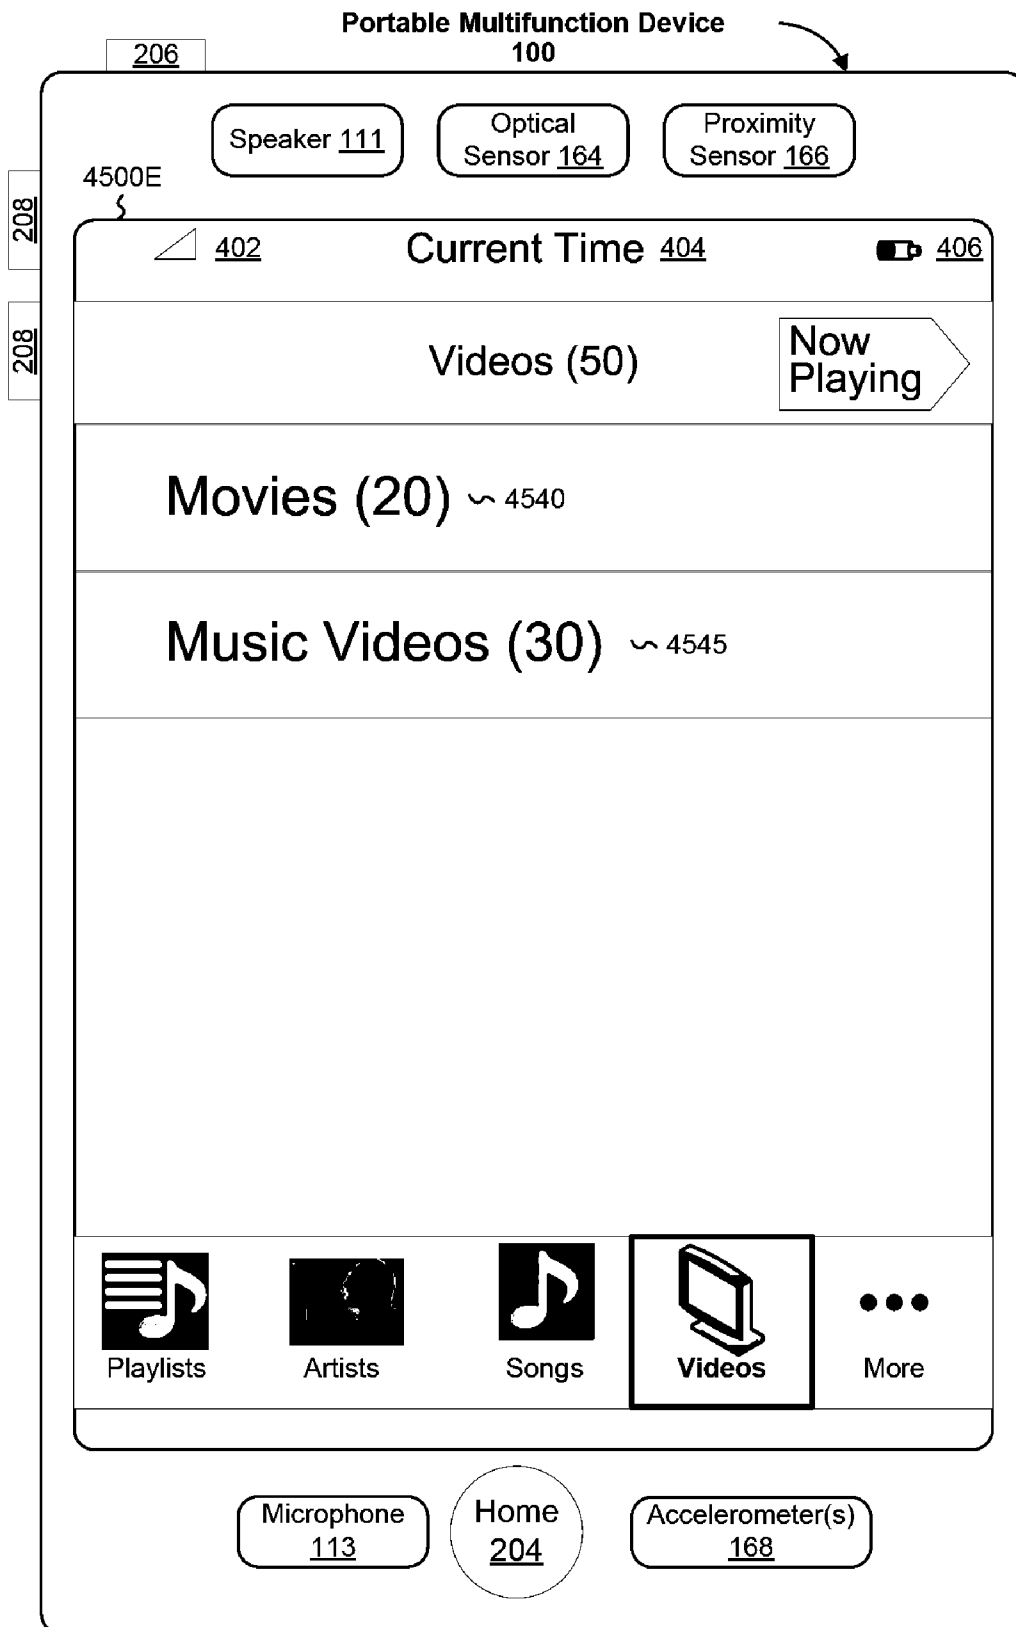 Portable Multifunction Device
100
206
Speaker 111
Optical
Sensor 164
Proximity
Sensor 166
4500E
208
402
Current Time 404
406
208
Videos (50)
Now
Playing
Movies (20) 4540
Music Videos (30) 4545
Playlists
Artists
Songs
Videos
More
Microphone
113
Home
204
Accelerometer(s)
168